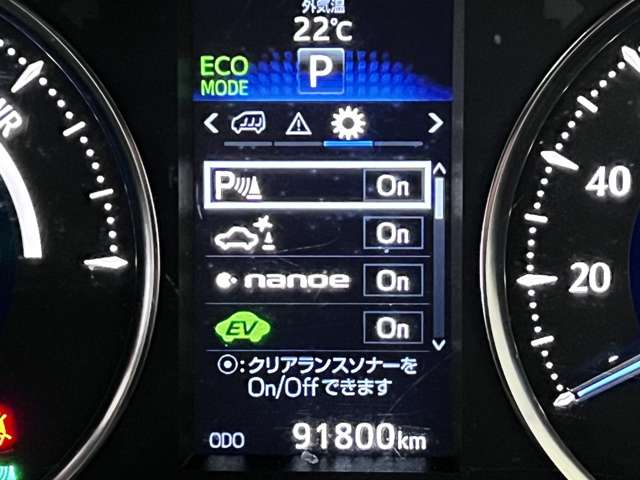 外気温
22℃
ECO
MODE
P
P On
On
nanoe On
EV On
⦿:クリアランスソナーを
On/Offできます
ODO 91800km
40
20